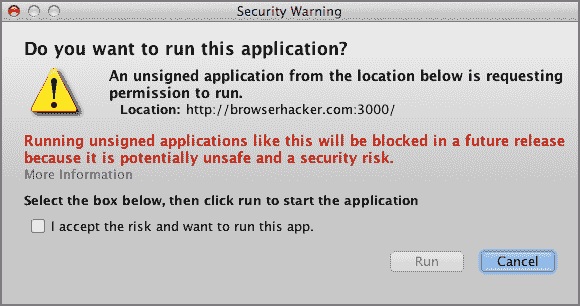 Security Warning
Do you want to run this application?
An unsigned application from the location below is requesting
permission to run.
Location: http://browserhacker.com:3000/
Running unsigned applications like this will be blocked in a future release
because it is potentially unsafe and a security risk.
More Information
Select the box below, then click run to start the application
I accept the risk and want to run this app.
Run Cancel